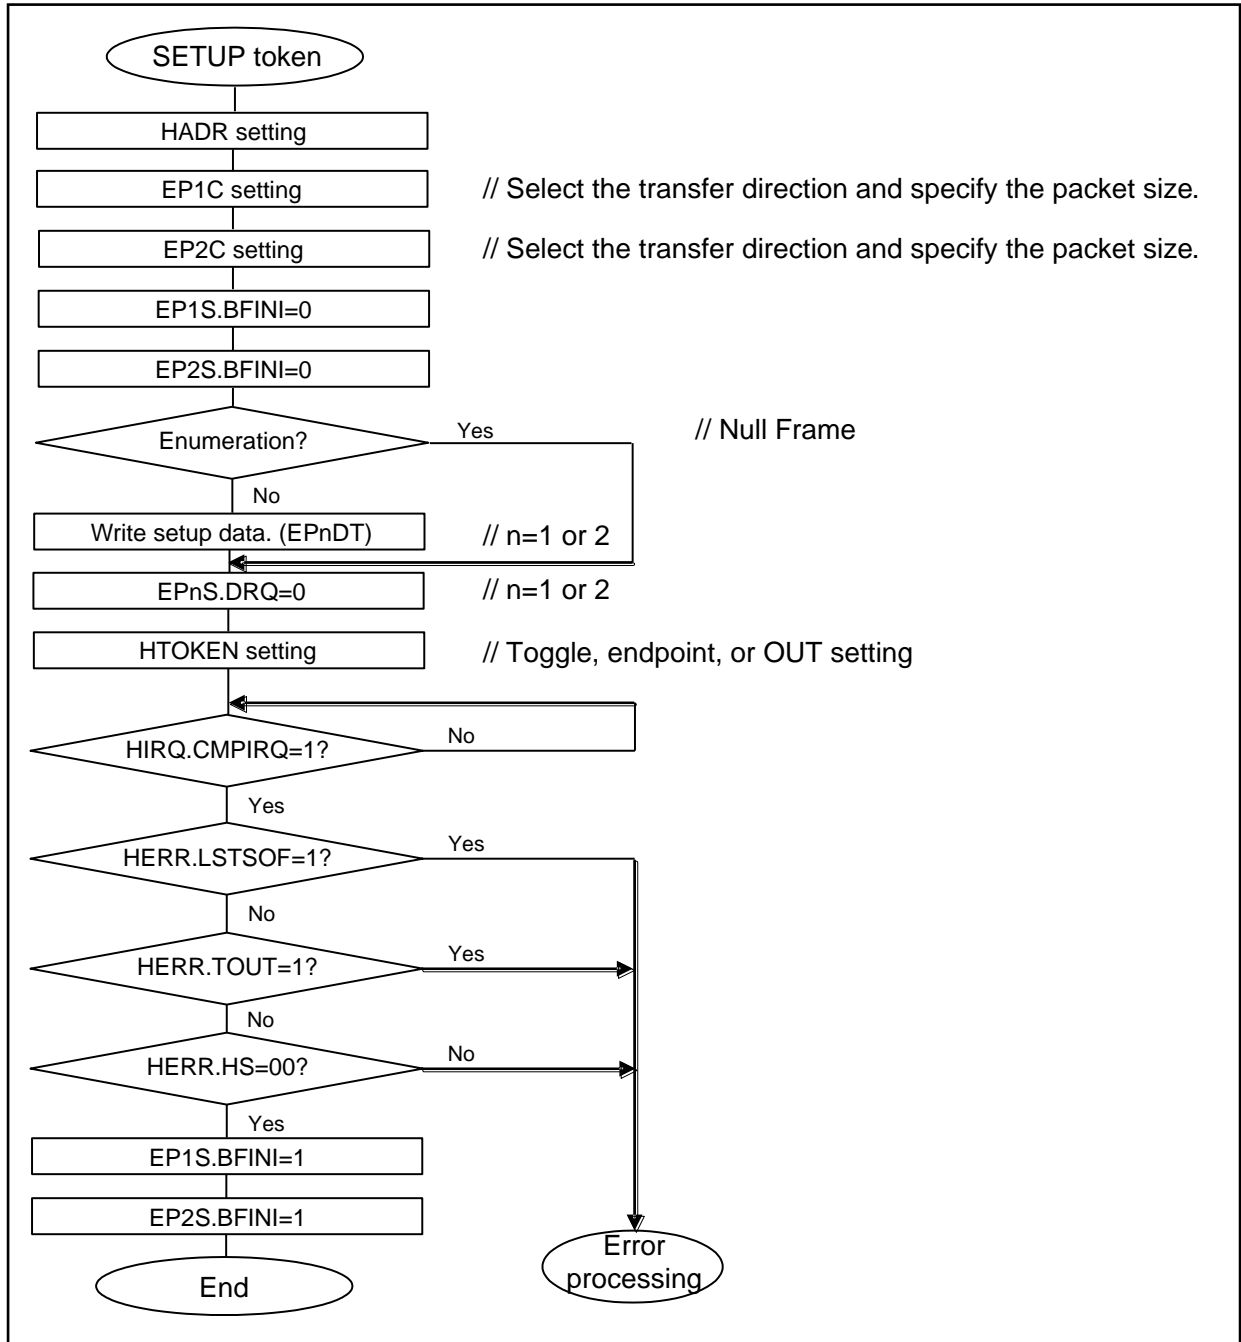 SETUP token
HADR setting
EP1C setting
// Select the transfer direction and specify the packet size.
EP2C setting
// Select the transfer direction and specify the packet size.
EP1S.BFINI=0
EP2S.BFINI=0
Enumeration?
Yes
// Null Frame
No
Write setup data. (EPnDT)
// n=1 or 2
EPnS.DRQ=0
// n=1 or 2
HTOKEN setting
// Toggle, endpoint, or OUT setting
HIRQ.CMPIRQ=1?
No
Yes
HERR.LSTSOF=1?
Yes
No
HERR.TOUT=1?
Yes
No
HERR.HS=00?
No
Yes
EP1S.BFINI=1
EP2S.BFINI=1
End
Error
processing